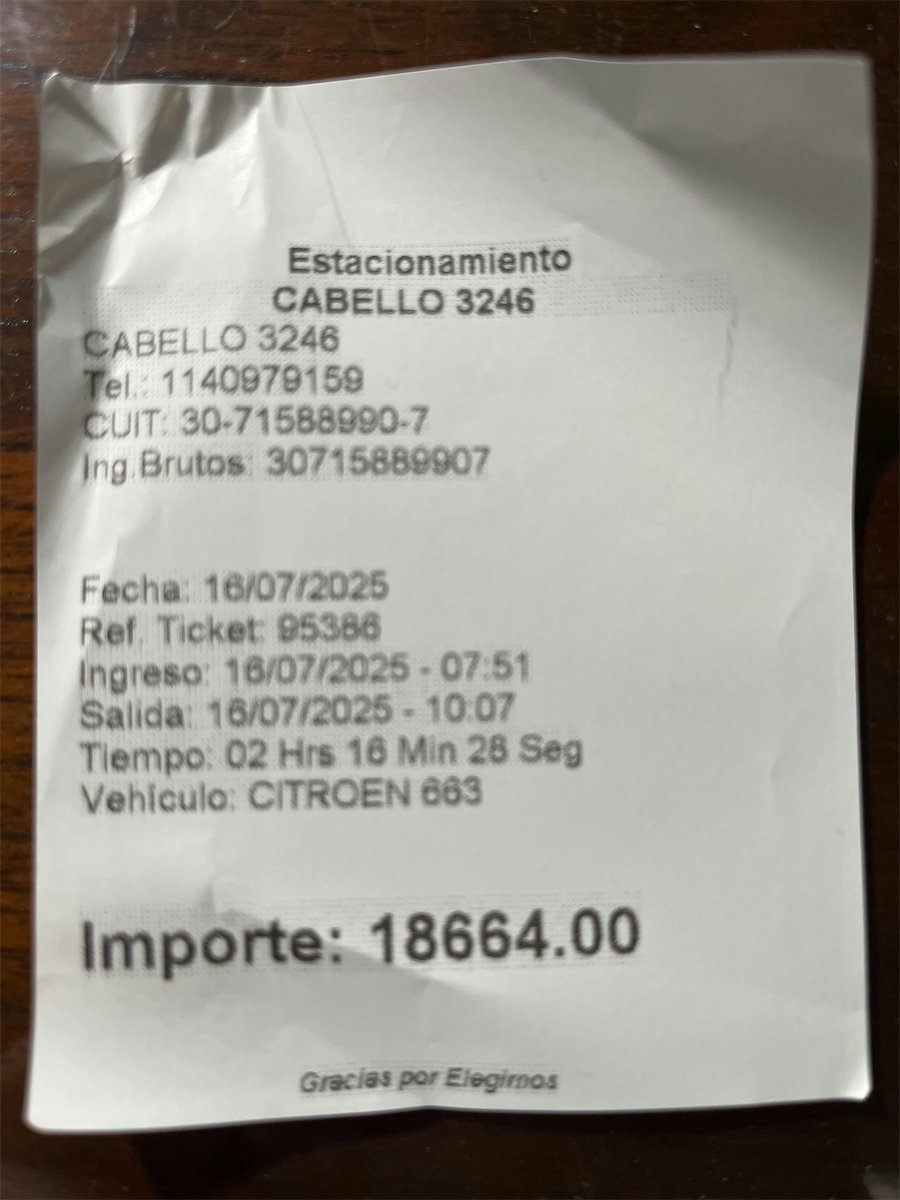 Estacionamiento
CABELLO 3246
CABELLO 3246
Tel.: 1140979159
CUIT: 30-71588990-7
Ing.Brutos: 30715889907
Fecha: 16/07/2025
Ref. Ticket: 95386
Ingreso: 16/07/2025 - 07:51
Salida: 16/07/2025 - 10:07
Tiempo: 02 Hrs 16 Min 28 Seg
Vehículo: CITROEN 663
Importe: 18664.00
Gracias por Elegirnos